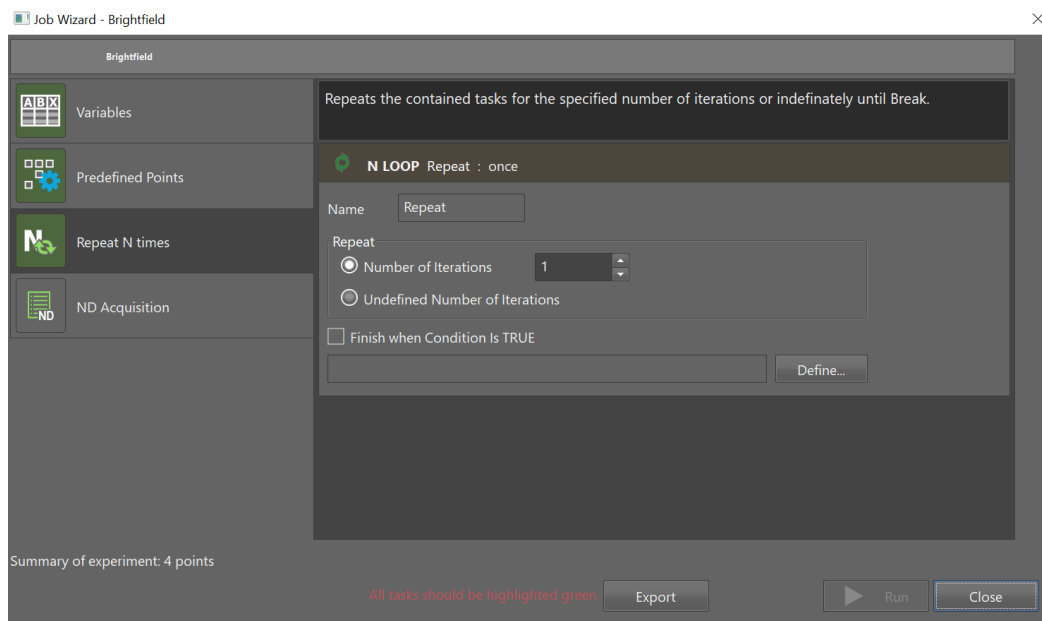 Job Wizard - Brightfield
Brightfield
ABX
Variables
Predefined Points
N
Repeat N times
ND
ND Acquisition
Repeats the contained tasks for the specified number of iterations or indefinately until Break.
N LOOP Repeat : once
Name Repeat
Repeat
Number of Iterations 1
Undefined Number of Iterations
Finish when Condition Is TRUE
Define...
Summary of experiment: 4 points
All tasks should be highlighted green. Export Run Close